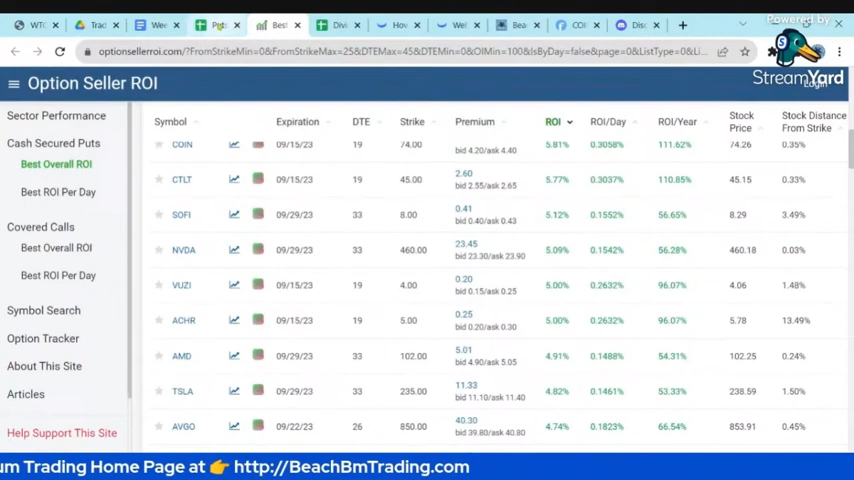 WTC
Trad
Wee
Puts
Best
Divi
How
Wel
Bea
COI
Disc
Powered by
optionsellerroi.com/?FromStrikeMin=0&FromStrikeMax=25&DTEMax=45&DTEMin=0&OIMin=100&IsByDay=false&page=0&ListType=0&Li...
StreamYard
Option Seller ROI
Login
Sector Performance
Cash Secured Puts
Best Overall ROI
Best ROI Per Day
Covered Calls
Best Overall ROI
Best ROI Per Day
Symbol Search
Option Tracker
About This Site
Articles
Help Support This Site
Symbol Expiration DTE Strike Premium ROI ROI/Day ROI/Year Stock Price Stock Distance From Strike
COIN 09/15/23 19 74.00 bid 4.20/ask 4.40 5.81% 0.3058% 111.62% 74.26 0.35%
CTLT 09/15/23 19 45.00 2.60 bid 2.55/ask 2.65 5.77% 0.3037% 110.85% 45.15 0.33%
SOFI 09/29/23 33 8.00 0.41 bid 0.40/ask 0.43 5.12% 0.1552% 56.65% 8.29 3.49%
NVDA 09/29/23 33 460.00 23.45 bid 23.30/ask 23.90 5.09% 0.1542% 56.28% 460.18 0.03%
VUZI 09/15/23 19 4.00 0.20 bid 0.15/ask 0.25 5.00% 0.2632% 96.07% 4.06 1.48%
ACHR 09/15/23 19 5.00 0.25 bid 0.20/ask 0.30 5.00% 0.2632% 96.07% 5.78 13.49%
AMD 09/29/23 33 102.00 5.01 bid 4.90/ask 5.05 4.91% 0.1488% 54.31% 102.25 0.24%
TSLA 09/29/23 33 235.00 11.33 bid 11.10/ask 11.40 4.82% 0.1461% 53.33% 238.59 1.50%
AVGO 09/22/23 26 850.00 40.30 bid 39.80/ask 40.80 4.74% 0.1823% 66.54% 853.91 0.45%
um Trading Home Page at 👉 http://BeachBmTrading.com